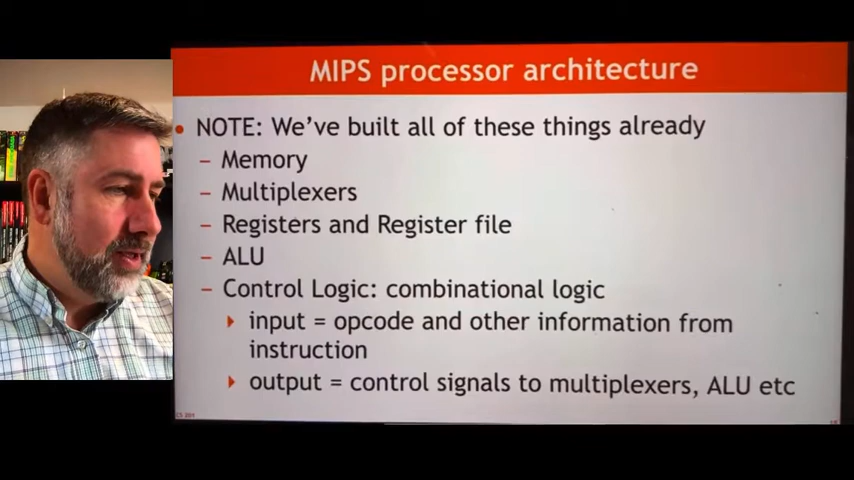 MIPS processor architecture
• NOTE: We've built all of these things already
– Memory
– Multiplexers
– Registers and Register file
– ALU
– Control Logic: combinational logic
input = opcode and other information from
instruction
output = control signals to multiplexers, ALU etc